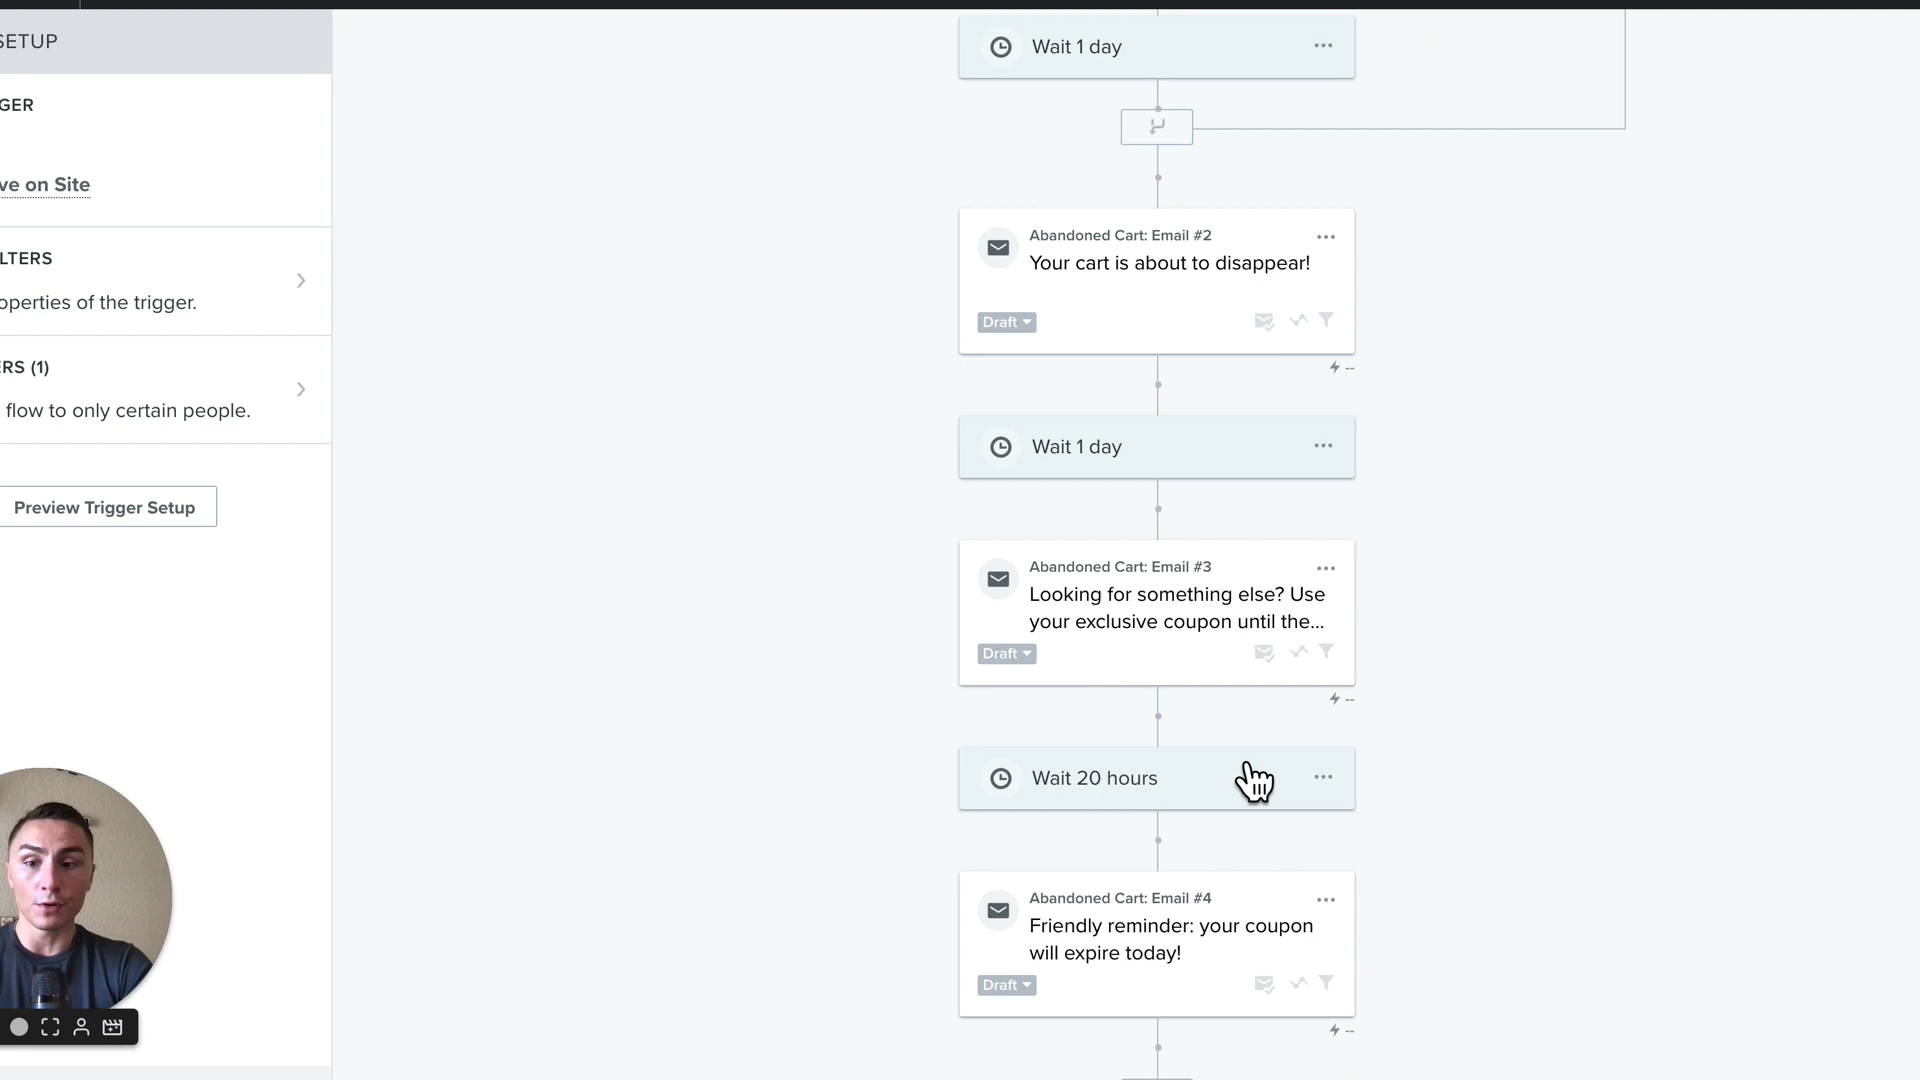 SETUP
GER
ve on Site
LTERS
operties of the trigger.
ERS (1)
flow to only certain people.
Preview Trigger Setup
Wait 1 day
Abandoned Cart: Email #2
Your cart is about to disappear!
Draft
--
Wait 1 day
Abandoned Cart: Email #3
Looking for something else? Use
your exclusive coupon until the...
Draft
--
Wait 20 hours
Abandoned Cart: Email #4
Friendly reminder: your coupon
will expire today!
Draft
--